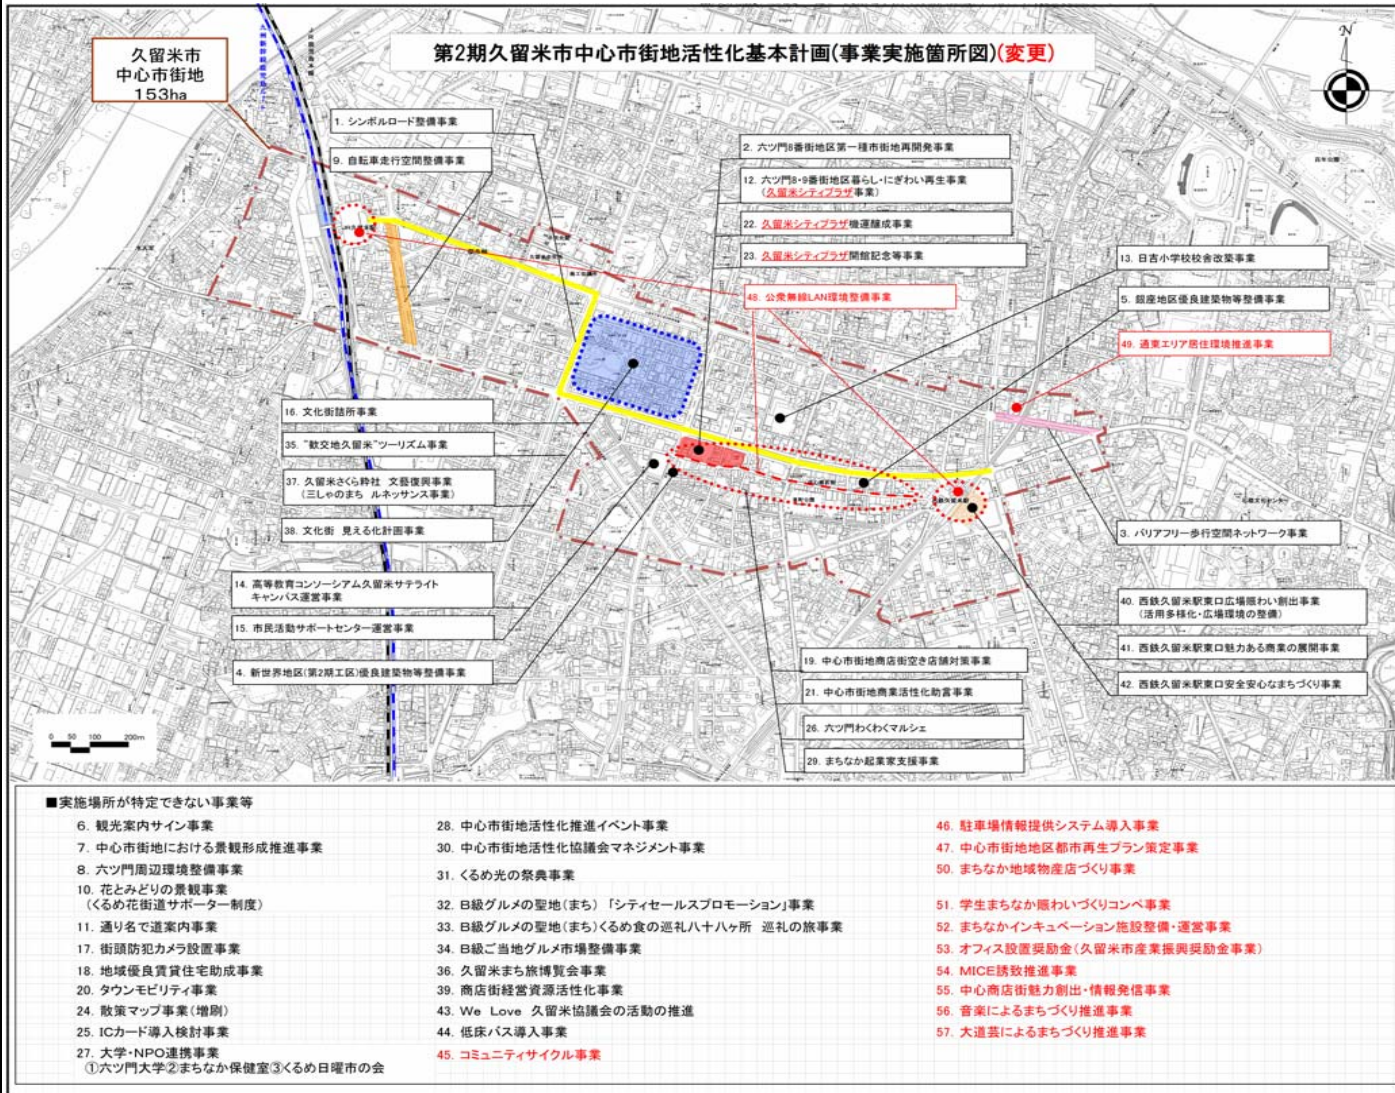 第2期久留米市中心市街地活性化基本計画(事業実施箇所図)(変更)
久留米市
中心市街地
153ha
N
1. シンボルロード整備事業
9. 自転車走行空間整備事業
2. 六ツ門8番街地区第一種市街地再開発事業
12. 六ツ門8・9番街地区暮らし・にぎわい再生事業
(久留米シティプラザ事業)
22. 久留米シティプラザ機運醸成事業
23. 久留米シティプラザ開館記念等事業
48. 公衆無線LAN環境整備事業
13. 日吉小学校校舎改築事業
5. 銀座地区優良建築物等整備事業
49. 通東エリア居住環境推進事業
16. 文化街詰所事業
35. "歓交地久留米"ツーリズム事業
37. 久留米さくら粋社 文藝復興事業
(三しゃのまち ルネッサンス事業)
38. 文化街 見える化計画事業
14. 高等教育コンソーシアム久留米サテライト
キャンパス運営事業
15. 市民活動サポートセンター運営事業
4. 新世界地区(第2期工区)優良建築物等整備事業
3. バリアフリー歩行空間ネットワーク事業
40. 西鉄久留米駅東口広場賑わい創出事業
(活用多様化・広場環境の整備)
41. 西鉄久留米駅東口魅力ある商業の展開事業
42. 西鉄久留米駅東口安全安心なまちづくり事業
19. 中心市街地商店街空き店舗対策事業
21. 中心市街地商業活性化助言事業
26. 六ツ門わくわくマルシェ
29. まちなか起業家支援事業
0 50 100 200m
■実施場所が特定できない事業等
6. 観光案内サイン事業
7. 中心市街地における景観形成推進事業
8. 六ツ門周辺環境整備事業
10. 花とみどりの景観事業
(くるめ花街道サポーター制度)
11. 通り名で道案内事業
17. 街頭防犯カメラ設置事業
18. 地域優良賃貸住宅助成事業
20. タウンモビリティ事業
24. 散策マップ事業(増刷)
25. ICカード導入検討事業
27. 大学・NPO連携事業
①六ツ門大学②まちなか保健室③くるめ日曜市の会
28. 中心市街地活性化推進イベント事業
30. 中心市街地活性化協議会マネジメント事業
31. くるめ光の祭典事業
32. B級グルメの聖地(まち) 「シティセールスプロモーション」事業
33. B級グルメの聖地(まち)くるめ食の巡礼八十八ヶ所 巡礼の旅事業
34. B級ご当地グルメ市場整備事業
36. 久留米まち旅博覧会事業
39. 商店街経営資源活性化事業
43. We Love 久留米協議会の活動の推進
44. 低床バス導入事業
45. コミュニティサイクル事業
46. 駐車場情報提供システム導入事業
47. 中心市街地地区都市再生プラン策定事業
50. まちなか地域物産店づくり事業
51. 学生まちなか賑わいづくりコンペ事業
52. まちなかインキュベーション施設整備・運営事業
53. オフィス設置奨励金(久留米市産業振興奨励金事業)
54. MICE誘致推進事業
55. 中心商店街魅力創出・情報発信事業
56. 音楽によるまちづくり推進事業
57. 大道芸によるまちづくり推進事業